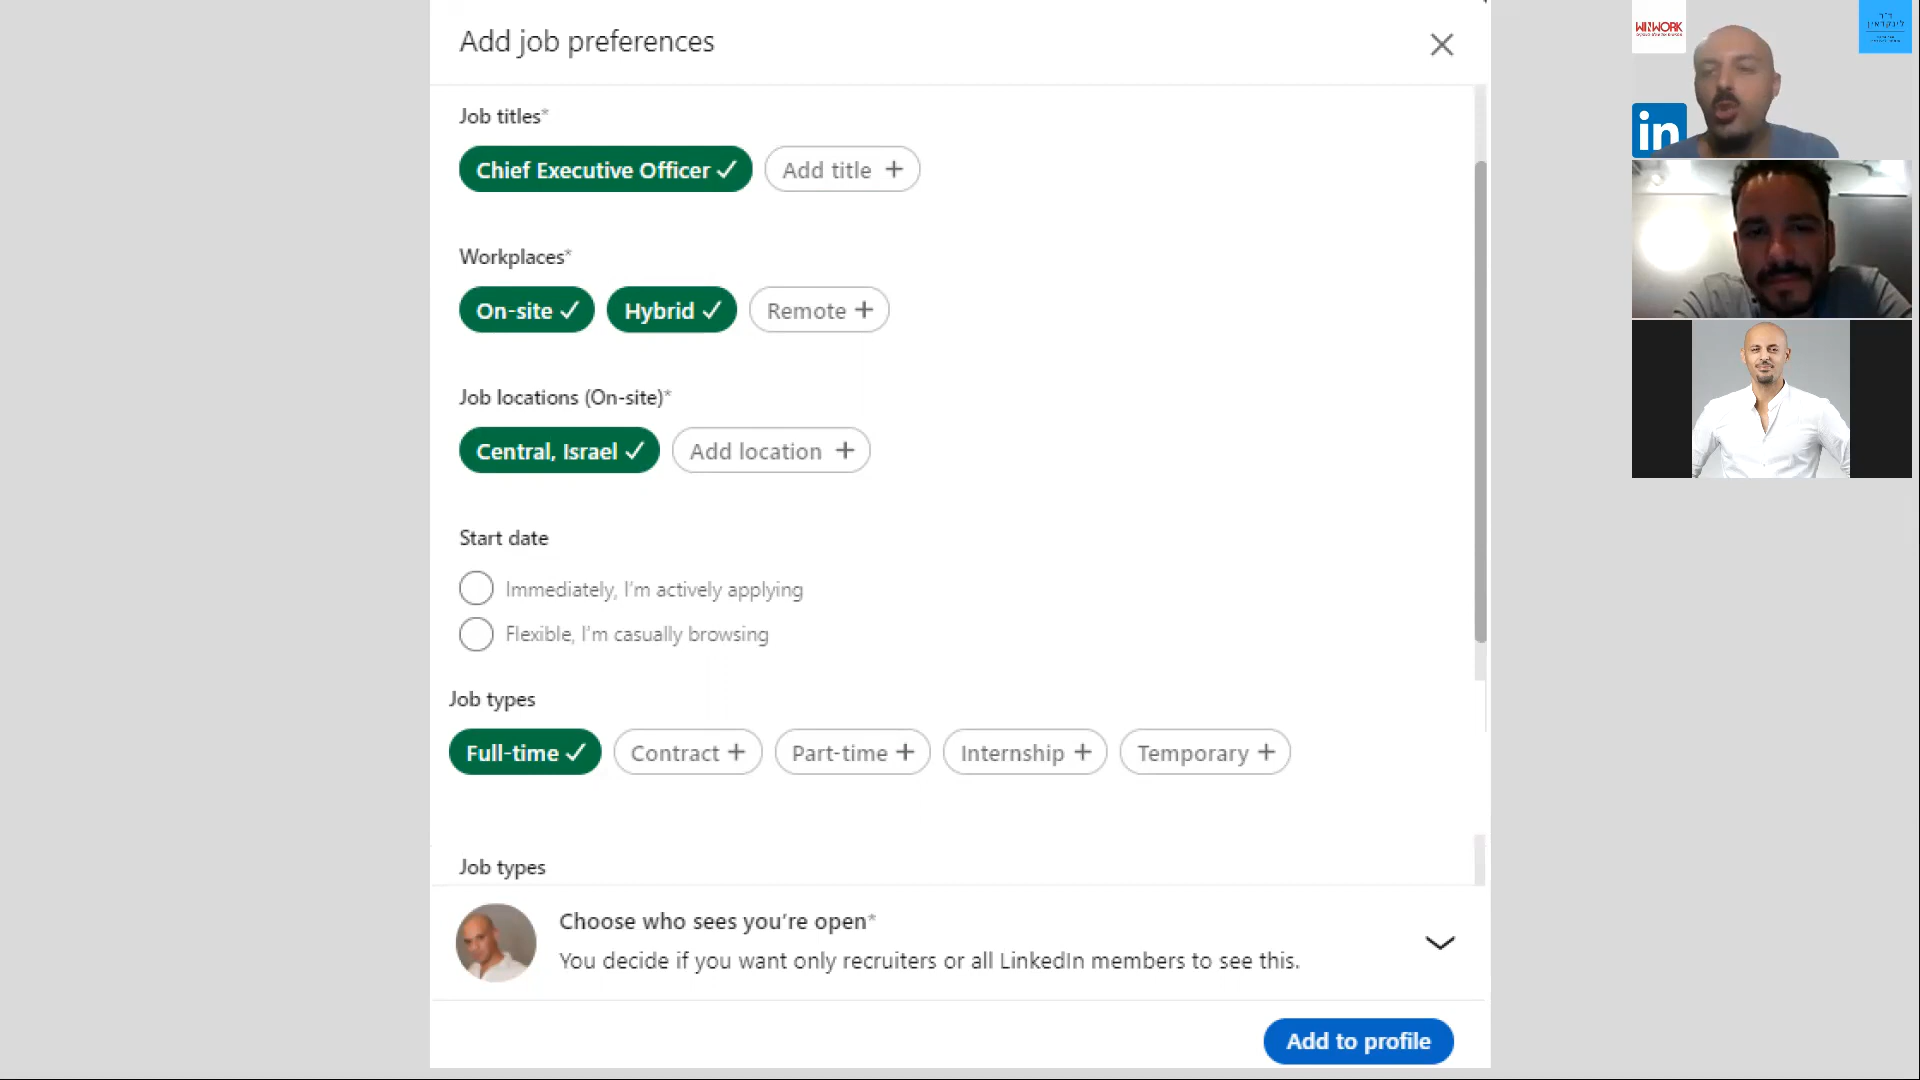 Add job preferences
Job titles*
Chief Executive Officer
Add title
Workplaces*
On-site Hybrid Remote
Job locations (On-site)*
Central, Israel Add location
Start date
Immediately, I'm actively applying
Flexible, I'm casually browsing
Job types
Full-time Contract Part-time Internship Temporary
Job types
Choose who sees you're open*
You decide if you want only recruiters or all LinkedIn members to see this.
Add to profile
WINWORK
ד"ר
לינקדאין
in